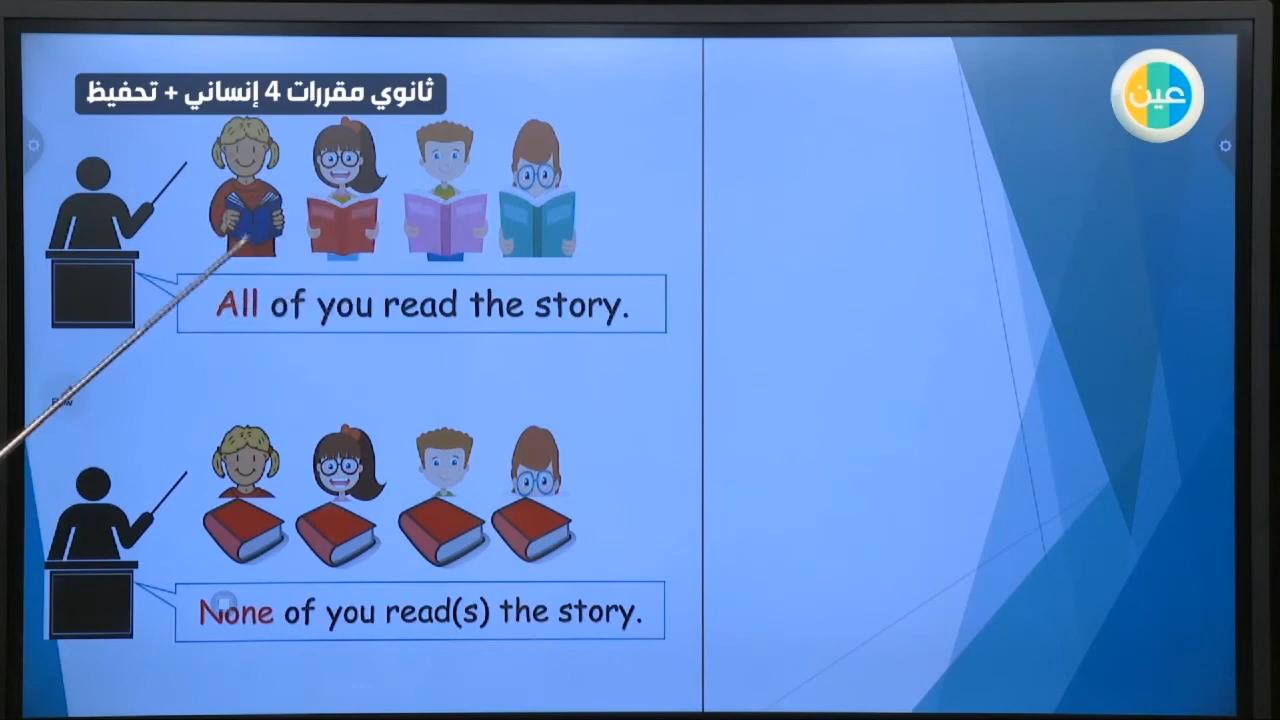 ثانوي مقررات 4 إنساني + تحفيظ
عين
All of you read the story.
None of you read(s) the story.